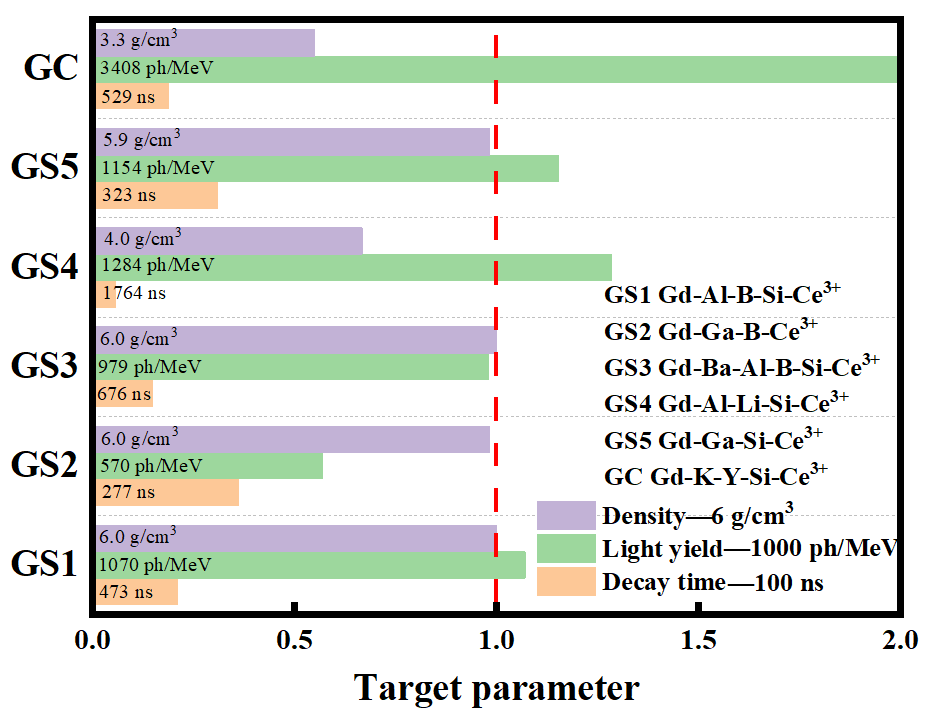 GC
3.3 g/cm³
3408 ph/MeV
529 ns
GS5
5.9 g/cm³
1154 ph/MeV
323 ns
GS4
4.0 g/cm³
1284 ph/MeV
1764 ns
GS3
6.0 g/cm³
979 ph/MeV
676 ns
GS2
6.0 g/cm³
570 ph/MeV
277 ns
GS1
6.0 g/cm³
1070 ph/MeV
473 ns
GS1 Gd-Al-B-Si-Ce³⁺
GS2 Gd-Ga-B-Ce³⁺
GS3 Gd-Ba-Al-B-Si-Ce³⁺
GS4 Gd-Al-Li-Si-Ce³⁺
GS5 Gd-Ga-Si-Ce³⁺
GC Gd-K-Y-Si-Ce³⁺
Density—6 g/cm³
Light yield—1000 ph/MeV
Decay time—100 ns
0.0 0.5 1.0 1.5 2.0
Target parameter